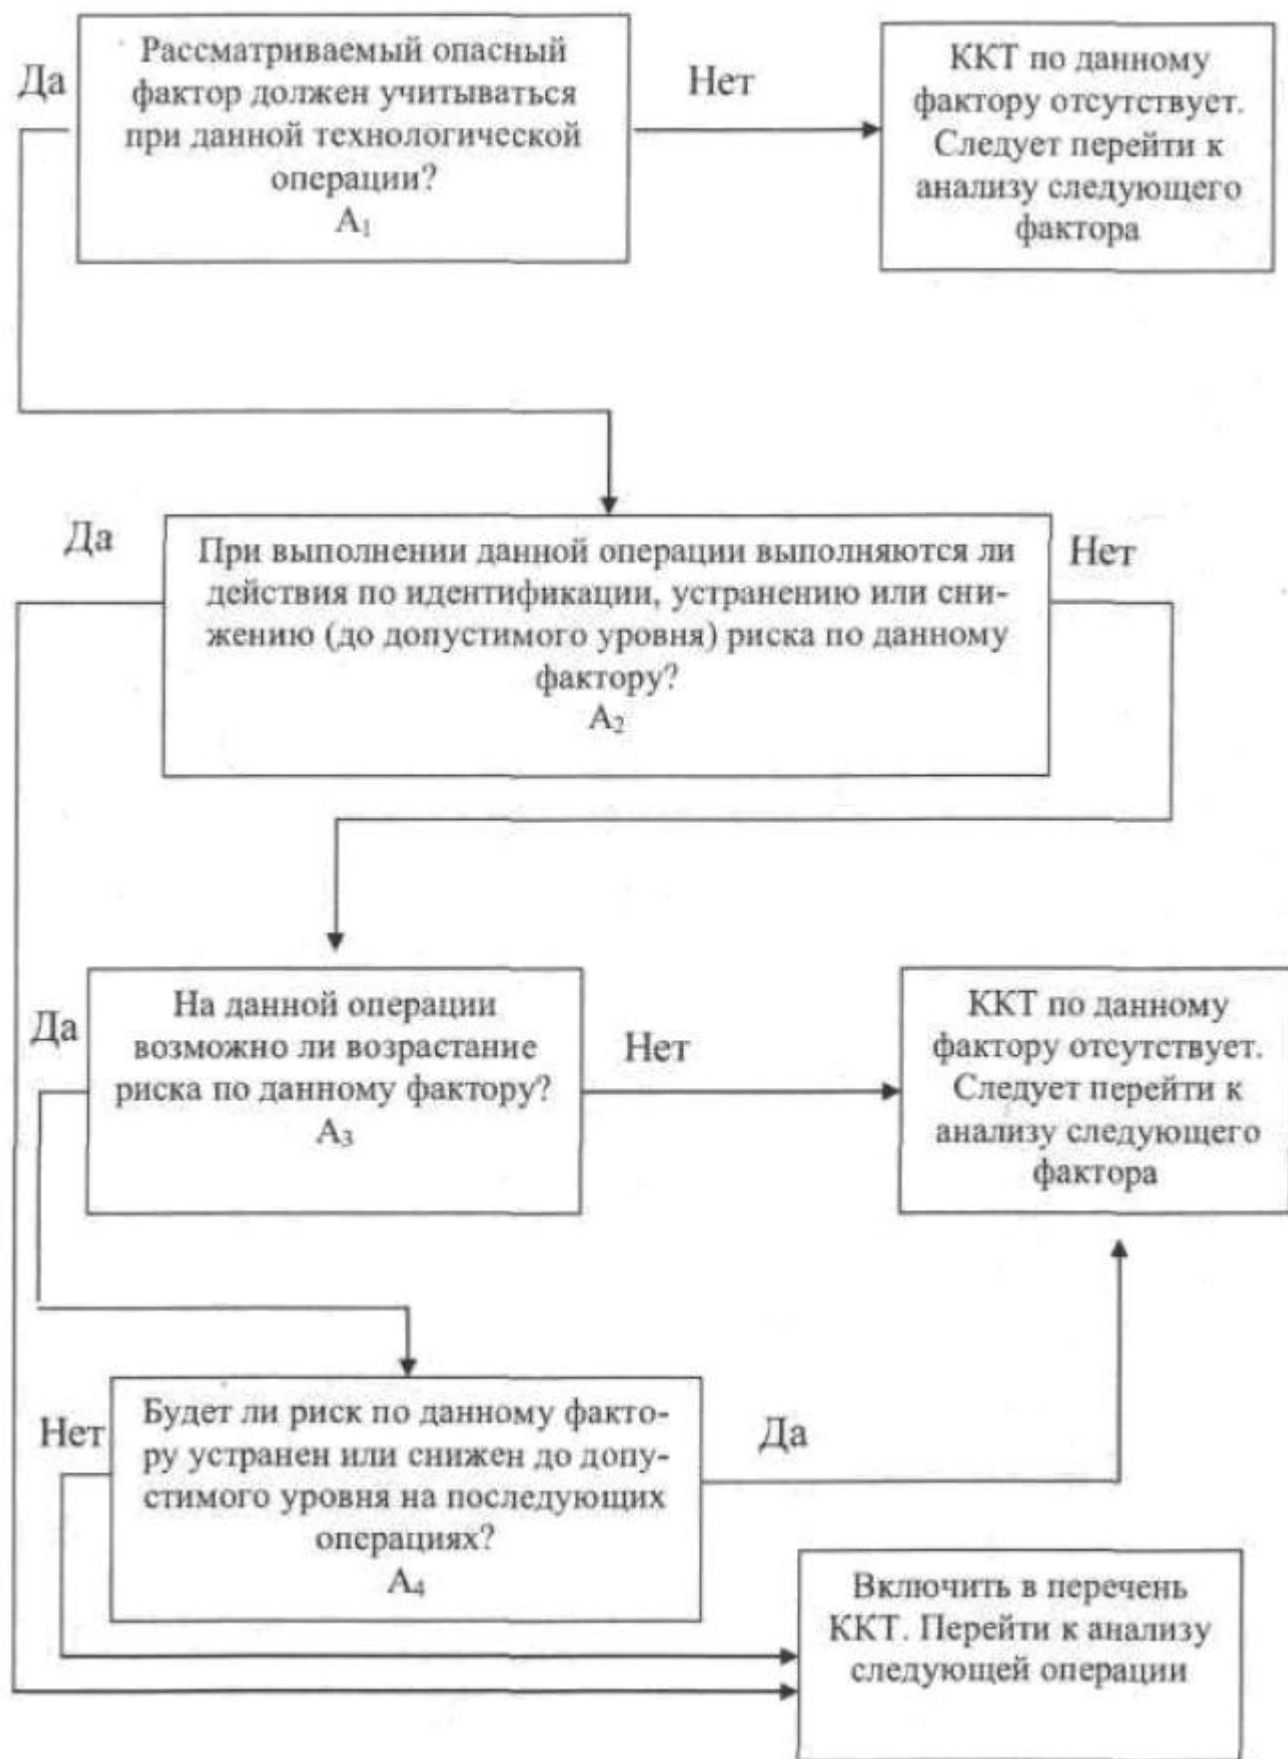 Да
Рассматриваемый опасный
фактор должен учитываться
при данной технологической
операции?
А₁
Нет
ККТ по данному
фактору отсутствует.
Следует перейти к
анализу следующего
фактора
Да
При выполнении данной операции выполняются ли
действия по идентификации, устранению или сни-
жению (до допустимого уровня) риска по данному
фактору?
А₂
Нет
Да
На данной операции
возможно ли возрастание
риска по данному фактору?
А₃
Нет
ККТ по данному
фактору отсутствует.
Следует перейти к
анализу следующего
фактора
Нет
Будет ли риск по данному факто-
ру устранен или снижен до допу-
стимого уровня на последующих
операциях?
А₄
Да
Включить в перечень
ККТ. Перейти к анализу
следующей операции